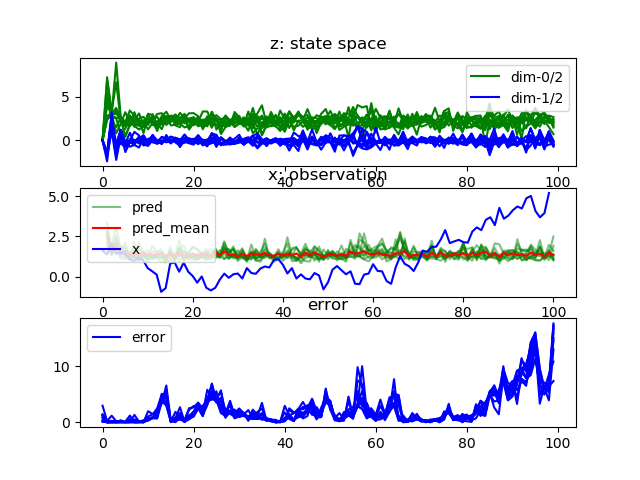 z: state space
dim-0/2
dim-1/2
5
0
0 20 40 60 80 100
x: observation
pred
pred_mean
x
5.0
2.5
0.0
0 20 40 60 80 100
error
error
10
0
0 20 40 60 80 100